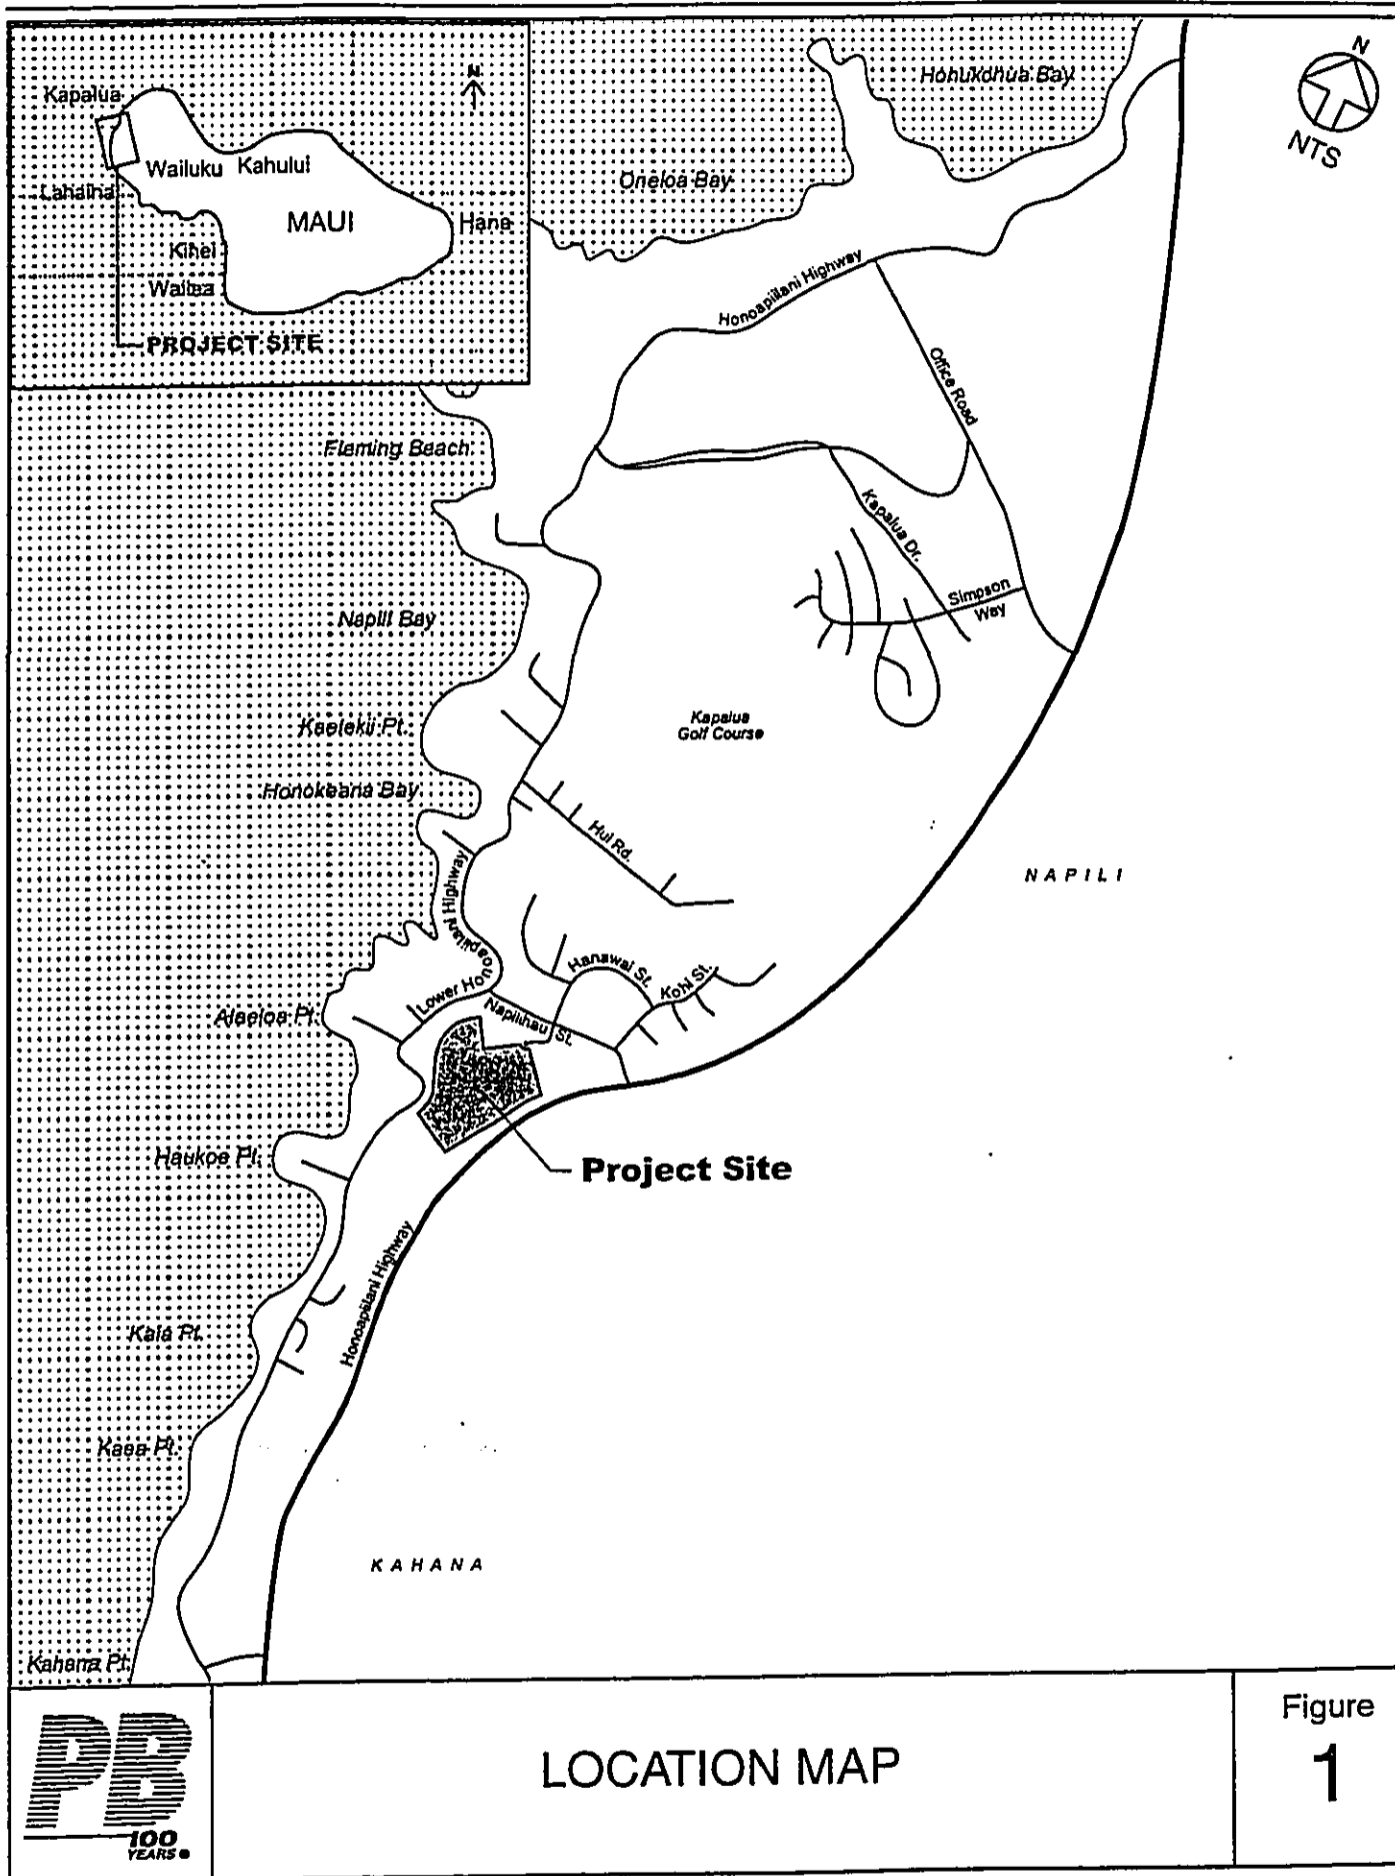 Kapalua
N
Wailuku Kahului
Lahaina
MAUI
Hana
Kihei
Wailea
PROJECT SITE
Honukohua Bay
N
NTS
Oneloa Bay
Honoapiilani Highway
Office Road
Fleming Beach
Kapalua Dr.
Simpson
Way
Napili Bay
Kaelekii Pt.
Kapalua
Golf Course
Honokeana Bay
Hui Rd.
NAPILI
Lower Honoapiilani Highway
Hanawai St.
Kohi St.
Napilihau St.
Alaeloa Pt.
Haukoe Pt.
Project Site
Honoapiilani Highway
Kala Pt.
Kaea Pt.
KAHANA
Kahana Pt.
PB
100
YEARS
LOCATION MAP
Figure
1